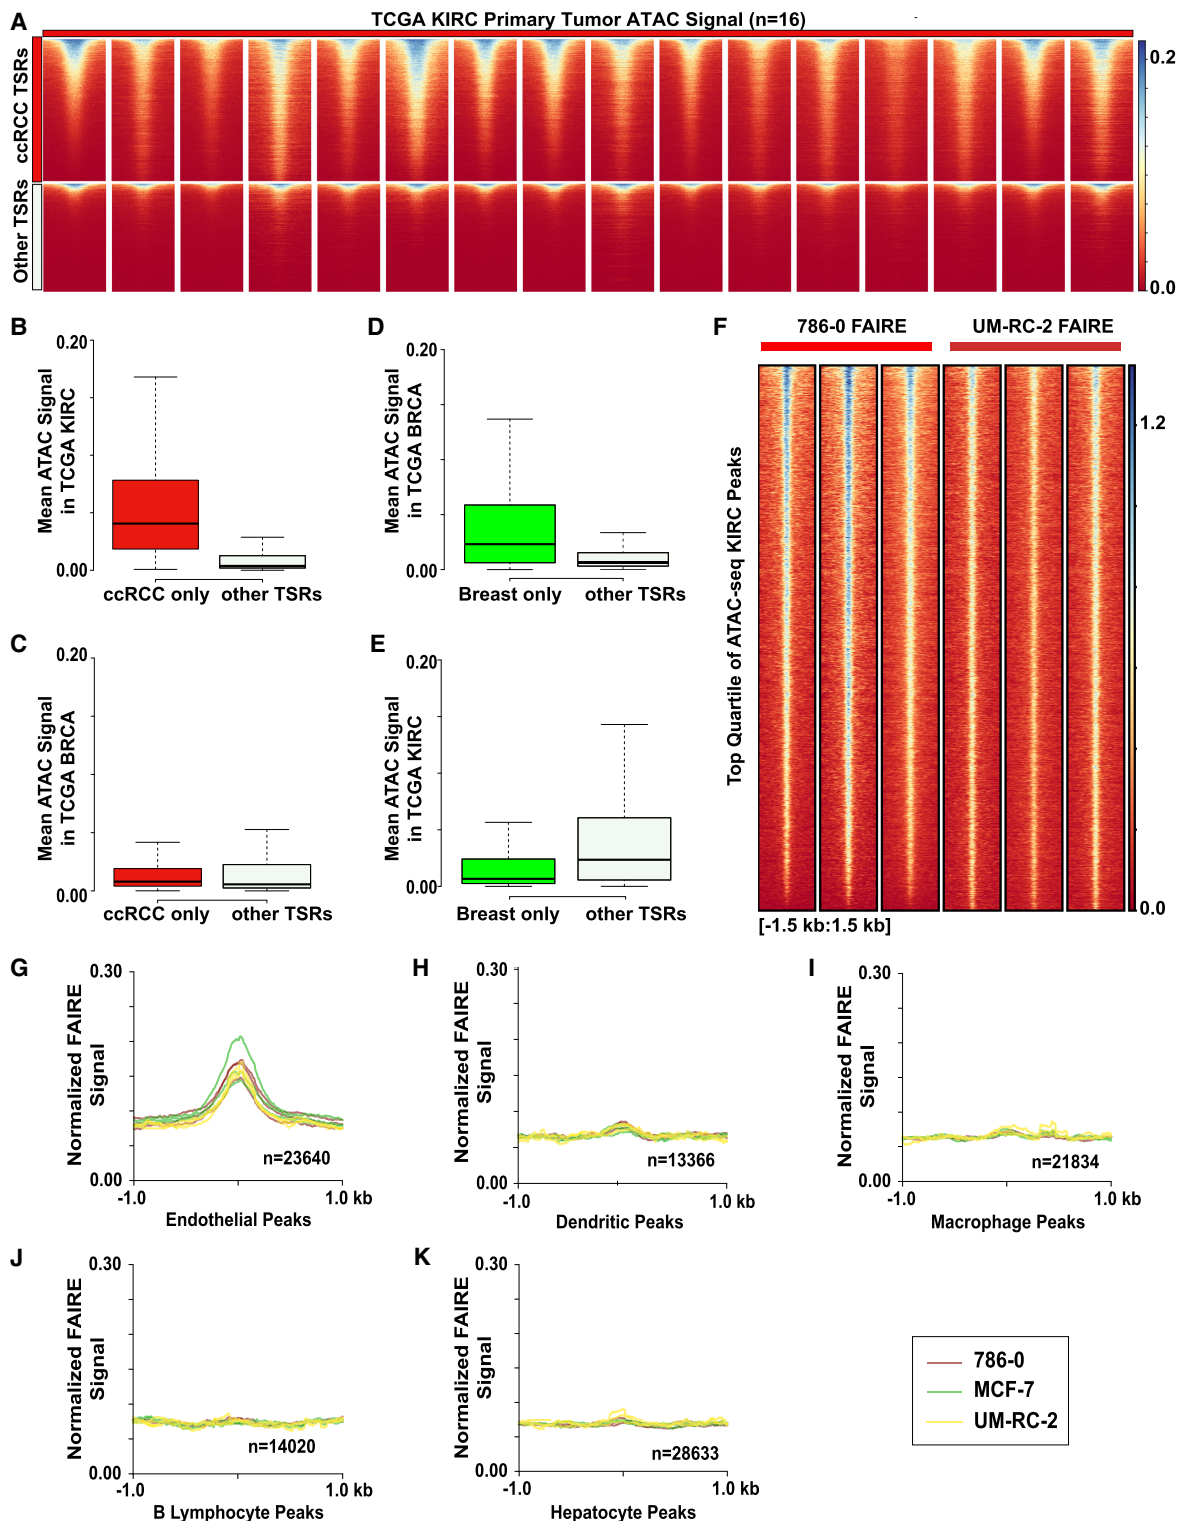 A
TCGA KIRC Primary Tumor ATAC Signal (n=16)
ccRCC TSRs
Other TSRs
0.2
0.0
B
Mean ATAC Signal
in TCGA KIRC
0.20
0.00
ccRCC only
other TSRs
D
Mean ATAC Signal
in TCGA BRCA
0.20
0.00
Breast only
other TSRs
C
Mean ATAC Signal
in TCGA BRCA
0.20
0.00
ccRCC only
other TSRs
E
Mean ATAC Signal
in TCGA KIRC
0.20
0.00
Breast only
other TSRs
F
786-0 FAIRE
UM-RC-2 FAIRE
Top Quartile of ATAC-seq KIRC Peaks
1.2
0.0
[-1.5 kb:1.5 kb]
G
Normalized FAIRE
Signal
0.30
0.00
n=23640
-1.0
1.0 kb
Endothelial Peaks
H
Normalized FAIRE
Signal
0.30
0.00
n=13366
-1.0
1.0 kb
Dendritic Peaks
I
Normalized FAIRE
Signal
0.30
0.00
n=21834
-1.0
1.0 kb
Macrophage Peaks
J
Normalized FAIRE
Signal
0.30
0.00
n=14020
-1.0
1.0 kb
B Lymphocyte Peaks
K
Normalized FAIRE
Signal
0.30
0.00
n=28633
-1.0
1.0 kb
Hepatocyte Peaks
786-0
MCF-7
UM-RC-2